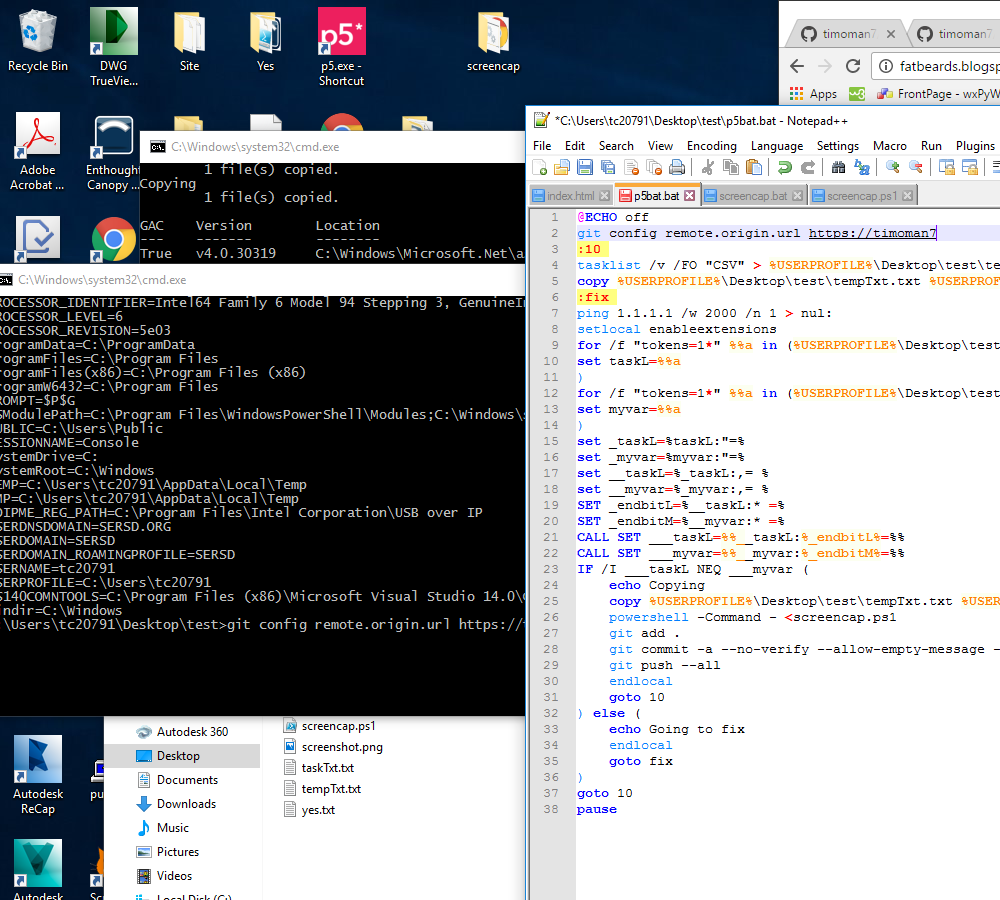 Recycle Bin
DWG
TrueVie...
Site
Yes
p5*
p5.exe -
Shortcut
screencap
Adobe
Acrobat ...
Enthought
Canopy ...
timoman7
timoman7
fatbeards.blogsp
Apps
w3
FrontPage - wxPyW
C:\Windows\system32\cmd.exe
1 file(s) copied.
Copying
1 file(s) copied.
GAC Version Location
--- ------- --------
True v4.0.30319 C:\Windows\Microsoft.Net\a
C:\Windows\system32\cmd.exe
ROCESSOR_IDENTIFIER=Intel64 Family 6 Model 94 Stepping 3, GenuineIn
ROCESSOR_LEVEL=6
ROCESSOR_REVISION=5e03
rogramData=C:\ProgramData
rogramFiles=C:\Program Files
rogramFiles(x86)=C:\Program Files (x86)
rogramW6432=C:\Program Files
ROMPT=$P$G
SModulePath=C:\Program Files\WindowsPowerShell\Modules;C:\Windows\s
UBLIC=C:\Users\Public
ESSIONNAME=Console
ystemDrive=C:
ystemRoot=C:\Windows
EMP=C:\Users\tc20791\AppData\Local\Temp
MP=C:\Users\tc20791\AppData\Local\Temp
OIPME_REG_PATH=C:\Program Files\Intel Corporation\USB over IP
SERDNSDOMAIN=SERSD.ORG
SERDOMAIN=SERSD
SERDOMAIN_ROAMINGPROFILE=SERSD
SERNAME=tc20791
SERPROFILE=C:\Users\tc20791
S140COMNTOOLS=C:\Program Files (x86)\Microsoft Visual Studio 14.0\C
indir=C:\Windows
:\Users\tc20791\Desktop\test>git config remote.origin.url https://t
*C:\Users\tc20791\Desktop\test\p5bat.bat - Notepad++
File Edit Search View Encoding Language Settings Macro Run Plugins
index.html p5bat.bat screencap.bat screencap.ps1
1 @ECHO off
2 git config remote.origin.url https://timoman7
3 :10
4 tasklist /v /FO "CSV" > %USERPROFILE%\Desktop\test\te
5 copy %USERPROFILE%\Desktop\test\tempTxt.txt %USERPROF
6 :fix
7 ping 1.1.1.1 /w 2000 /n 1 > nul:
8 setlocal enableextensions
9 for /f "tokens=1*" %%a in (%USERPROFILE%\Desktop\test
10 set taskL=%%a
11 )
12 for /f "tokens=1*" %%a in (%USERPROFILE%\Desktop\test
13 set myvar=%%a
14 )
15 set _taskL=%taskL:"=%
16 set _myvar=%myvar:"=%
17 set __taskL=%_taskL:,= %
18 set __myvar=%_myvar:,= %
19 SET _endbitL=%__taskL:* =%
20 SET _endbitM=%__myvar:* =%
21 CALL SET ___taskL=%%__taskL:%_endbitL%=%%
22 CALL SET ___myvar=%%__myvar:%_endbitM%=%%
23 IF /I ___taskL NEQ ___myvar (
24 echo Copying
25 copy %USERPROFILE%\Desktop\test\tempTxt.txt %USER
26 powershell -Command - <screencap.ps1
27 git add .
28 git commit -a --no-verify --allow-empty-message -
29 git push --all
30 endlocal
31 goto 10
32 ) else (
33 echo Going to fix
34 endlocal
35 goto fix
36 )
37 goto 10
38 pause
Autodesk
ReCap
pu
Autodesk
Sc
Autodesk 360
Desktop
Documents
Downloads
Music
Pictures
Videos
Local Disk (C:)
screencap.ps1
screenshot.png
taskTxt.txt
tempTxt.txt
yes.txt